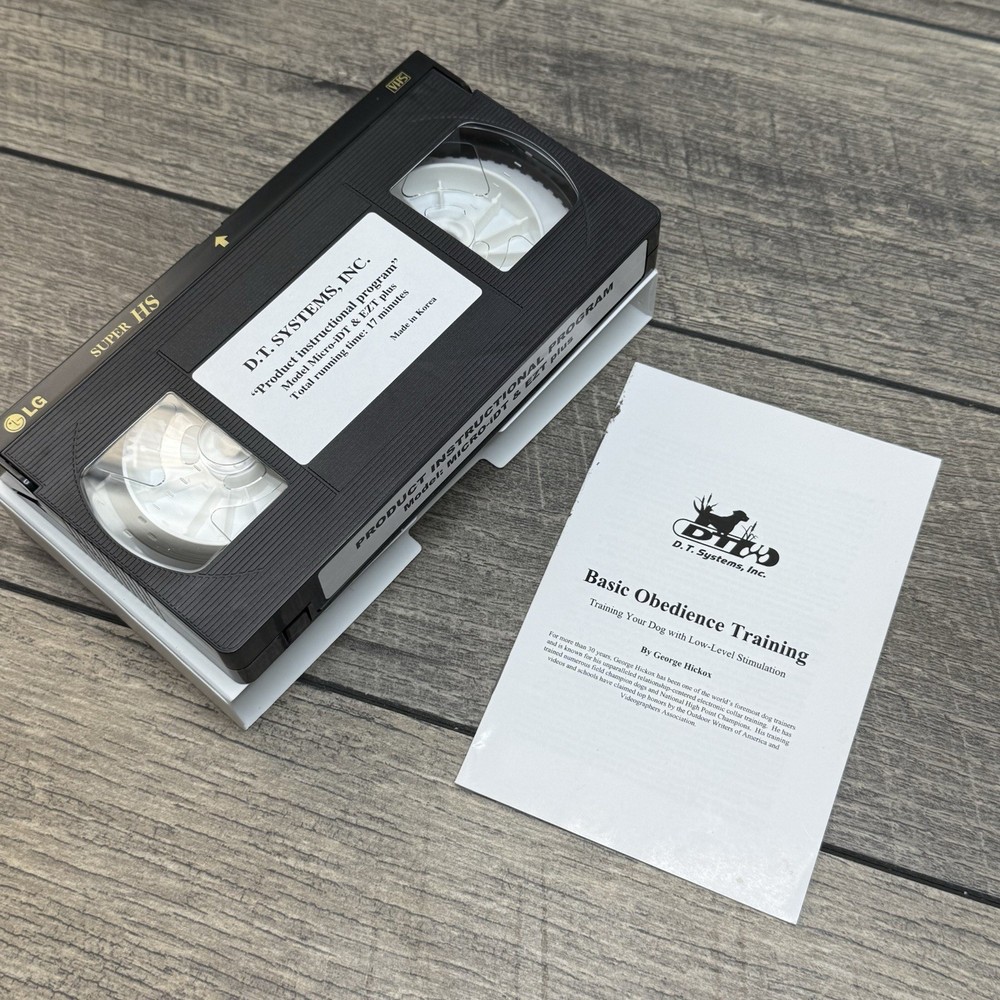 VHS
SUPER HS
LG
D.T. SYSTEMS, INC.
“Product instructional program”
Model Micro-iDT & EZT plus
Total running time: 17 minutes
Made in Korea
PRODUCT INSTRUCTIONAL PROGRAM
Model: MICRO-iDT & EZT plus
DT
D.T. Systems, Inc.
Basic Obedience Training
Training Your Dog with Low-Level Stimulation
By George Hickox
For more than 30 years, George Hickox has been one of the world's foremost dog trainers
and is known for his unparalleled relationship-centered electronic collar training. He has
trained numerous field champion dogs and National High Point Champions. His training
videos and schools have claimed top honors by the Outdoor Writers of America and
Videographers Association.